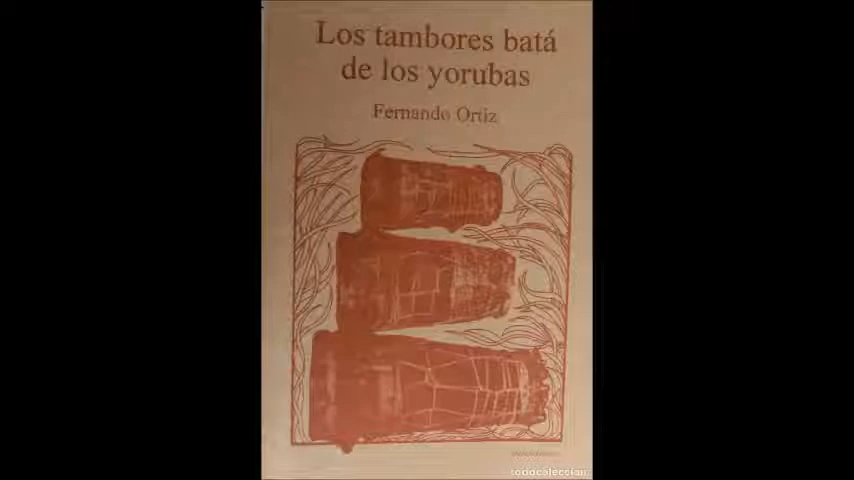 Los tambores batá
de los yorubas
Fernando Ortiz
todocoleccion